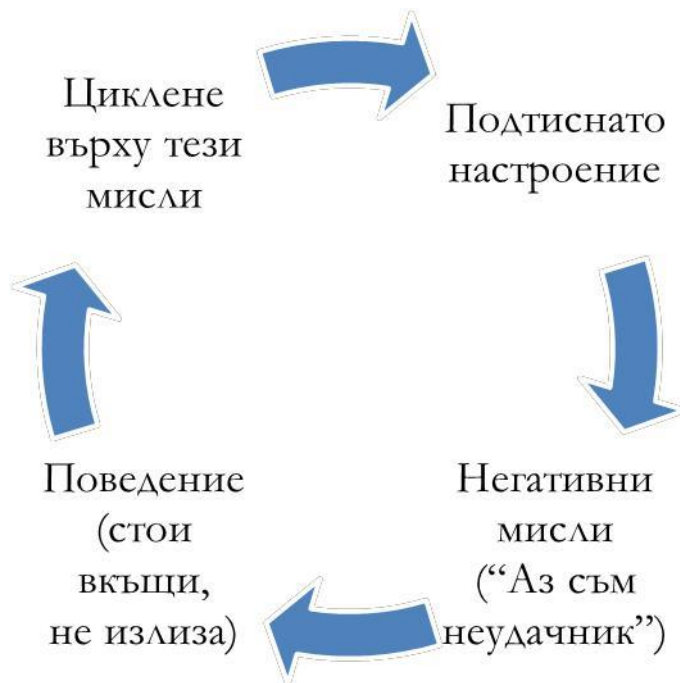 Циклене
върху тези
мисли
Подтиснато
настроение
Негативни
мисли
(“Аз съм
неудачник”)
Поведение
(стои
вкъщи,
не излиза)